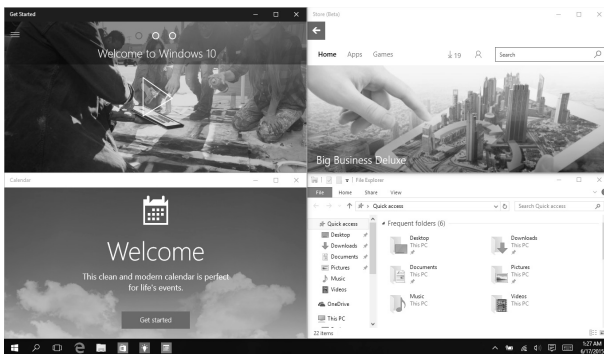 Get Started
Welcome to Windows 10
Store (Beta)
Home Apps Games
19
Search
Big Business Deluxe
Calendar
Welcome
This clean and modern calendar is perfect
for life's events.
Get started
File Explorer
File Home Share View
Quick access
Search Quick access
Quick access
Desktop
Downloads
Documents
Pictures
Music
Videos
OneDrive
This PC
Frequent folders (6)
Desktop
This PC
Downloads
This PC
Documents
This PC
Pictures
This PC
Music
This PC
Videos
This PC
22 items
1:27 AM